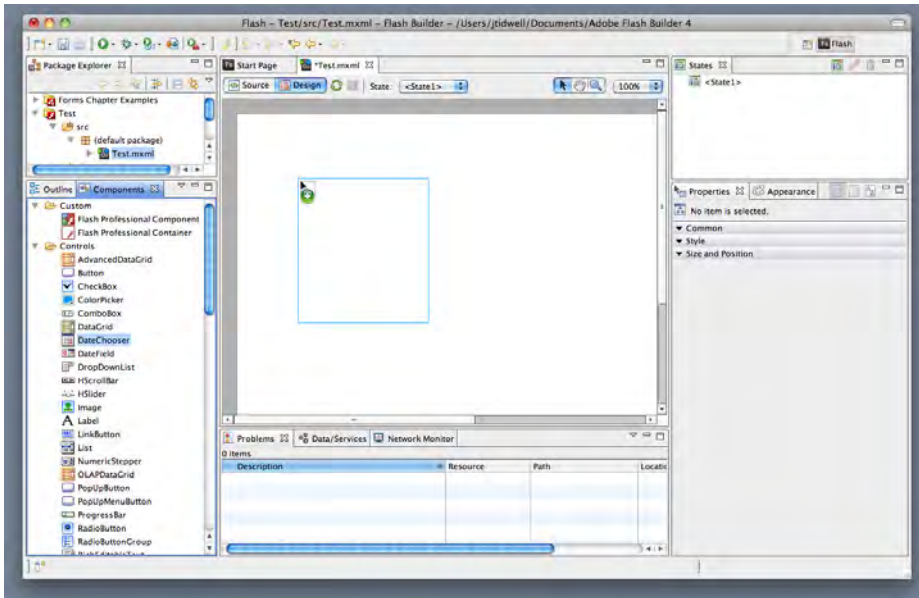 Flash – Test/src/Test.mxml – Flash Builder – /Users/jtidwell/Documents/Adobe Flash Builder 4
Flash
Package Explorer
Forms Chapter Examples
Test
src
(default package)
Test.mxml
Outline Components
Custom
Flash Professional Component
Flash Professional Container
Controls
AdvancedDataGrid
Button
CheckBox
ColorPicker
ComboBox
DataGrid
DateChooser
DateField
DropDownList
HScrollBar
HSlider
Image
Label
LinkButton
List
NumericStepper
OLAPDataGrid
PopUpButton
PopUpMenuButton
ProgressBar
RadioButton
RadioButtonGroup
Start Page *Test.mxml
Source Design State: <State1> 100%
Problems Data/Services Network Monitor
0 items
Description Resource Path Locatic
States
<State1>
Properties Appearance
No item is selected.
Common
Style
Size and Position